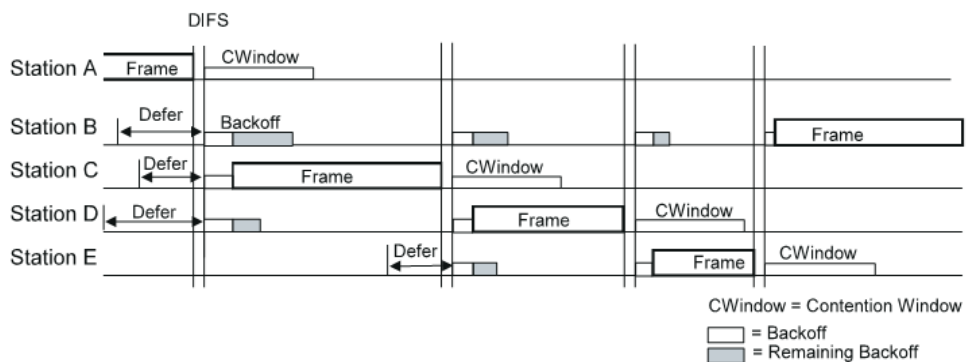 DIFS
Station A Frame CWindow
Station B Defer Backoff Frame
Station C Defer Frame CWindow
Station D Defer Frame CWindow
Station E Defer Frame CWindow
CWindow = Contention Window
= Backoff
= Remaining Backoff